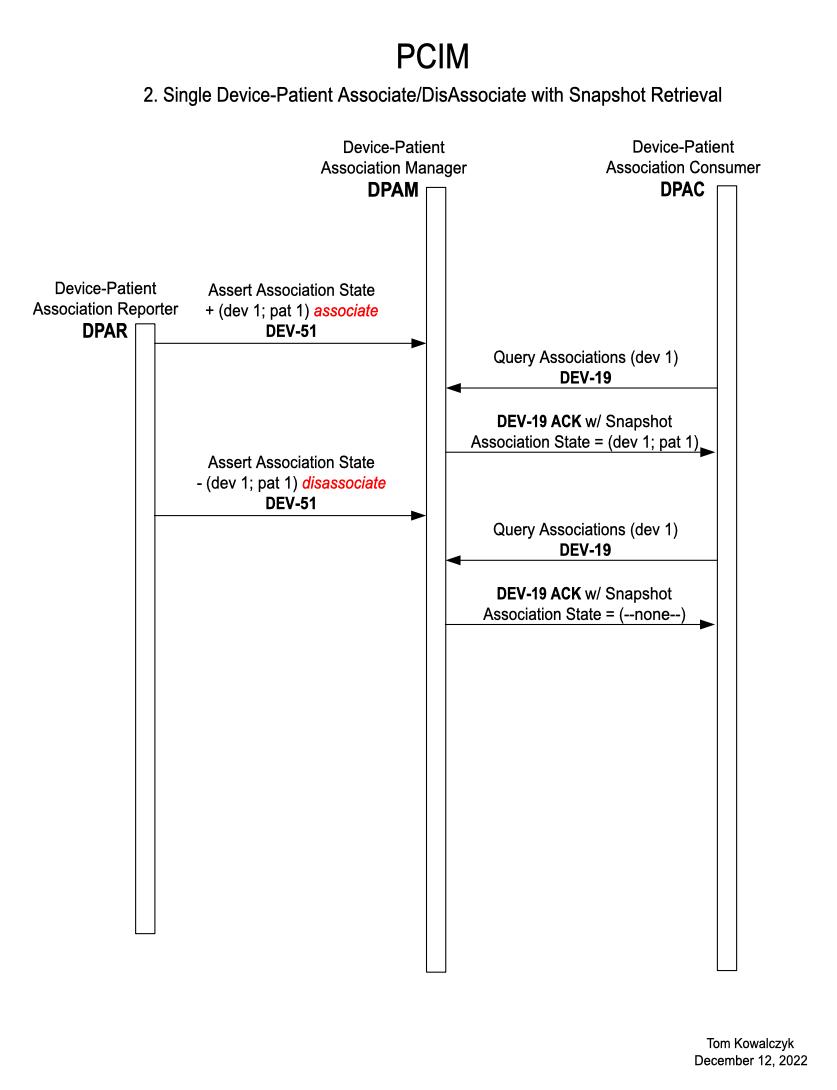 PCIM
2. Single Device-Patient Associate/DisAssociate with Snapshot Retrieval
Device-Patient
Association Manager
DPAM
Device-Patient
Association Consumer
DPAC
Device-Patient
Association Reporter
DPAR
Assert Association State
+ (dev 1; pat 1) associate
DEV-51
Query Associations (dev 1)
DEV-19
DEV-19 ACK w/ Snapshot
Association State = (dev 1; pat 1)
Assert Association State
- (dev 1; pat 1) disassociate
DEV-51
Query Associations (dev 1)
DEV-19
DEV-19 ACK w/ Snapshot
Association State = (--none--)
Tom Kowalczyk
December 12, 2022